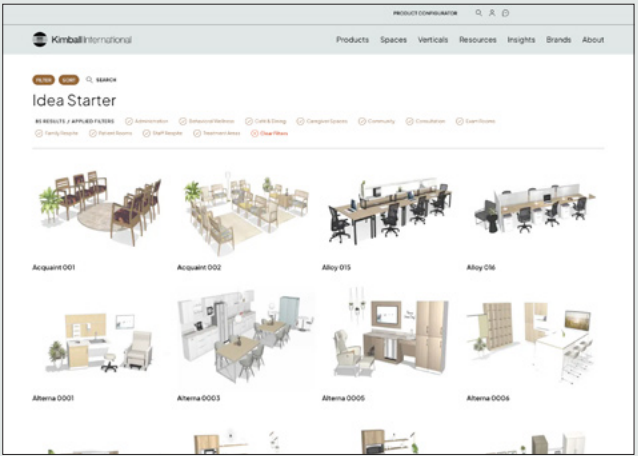 PRODUCT CONFIGURATOR
Kimball International
Products Spaces Verticals Resources Insights Brands About
FILTER SORT SEARCH
Idea Starter
85 RESULTS / APPLIED FILTERS Administration Behavioral Wellness Café & Dining Caregiver Spaces Community Consultation Exam Rooms
Family Respite Patient Rooms Staff Respite Treatment Areas Clear Filters
Acquaint 001 Acquaint 002 Alloy 015 Alloy 016
Alterna 0001 Alterna 0003 Alterna 0005 Alterna 0006